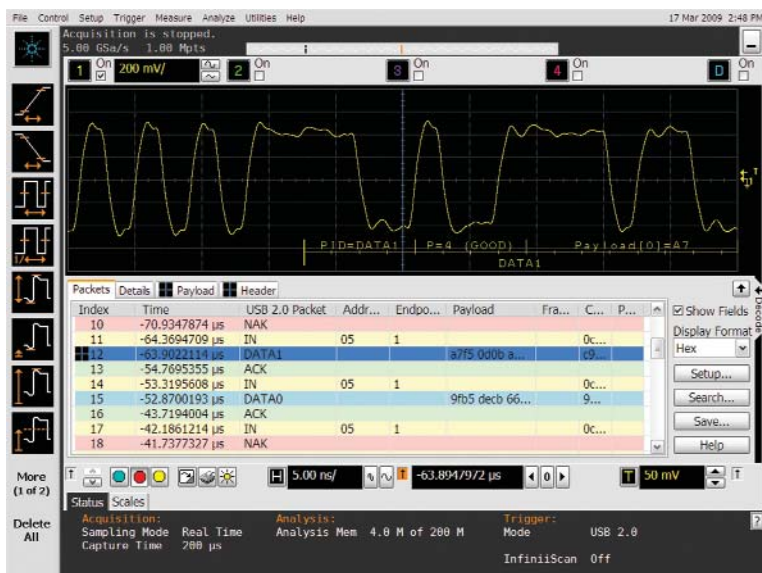 File Control Setup Trigger Measure Analyze Utilities Help 17 Mar 2009 2:48 PM
Acquisition is stopped.
5.00 GSa/s 1.00 Mpts
1 On 200 mV/ 2 On 3 On 4 On D On
T
PID=DATA1 P=4 (GOOD) Payload[0]=A7
DATA1
Packets Details Payload Header
Decode
Index Time USB 2.0 Packet Addr... Endpo... Payload Fra... C... P...
10 -70.9347874 µs NAK
11 -64.3694709 µs IN 05 1 0c...
12 -63.9022114 µs DATA1 a7f5 0d0b a... c9...
13 -54.7695355 µs ACK
14 -53.3195608 µs IN 05 1 0c...
15 -52.8700193 µs DATA0 9fb5 decb 66... 9...
16 -43.7194004 µs ACK
17 -42.1861214 µs IN 05 1 0c...
18 -41.7377327 µs NAK
Show Fields
Display Format
Hex
Setup...
Search...
Save...
Help
More
(1 of 2)
Delete
All
H 5.00 ns/ -63.8947972 µs 0 T 50 mV
Status Scales
Acquisition: Analysis: Trigger:
Sampling Mode Real Time Analysis Mem 4.0 M of 200 M Mode USB 2.0
Capture Time 200 µs
InfiniiScan Off
?